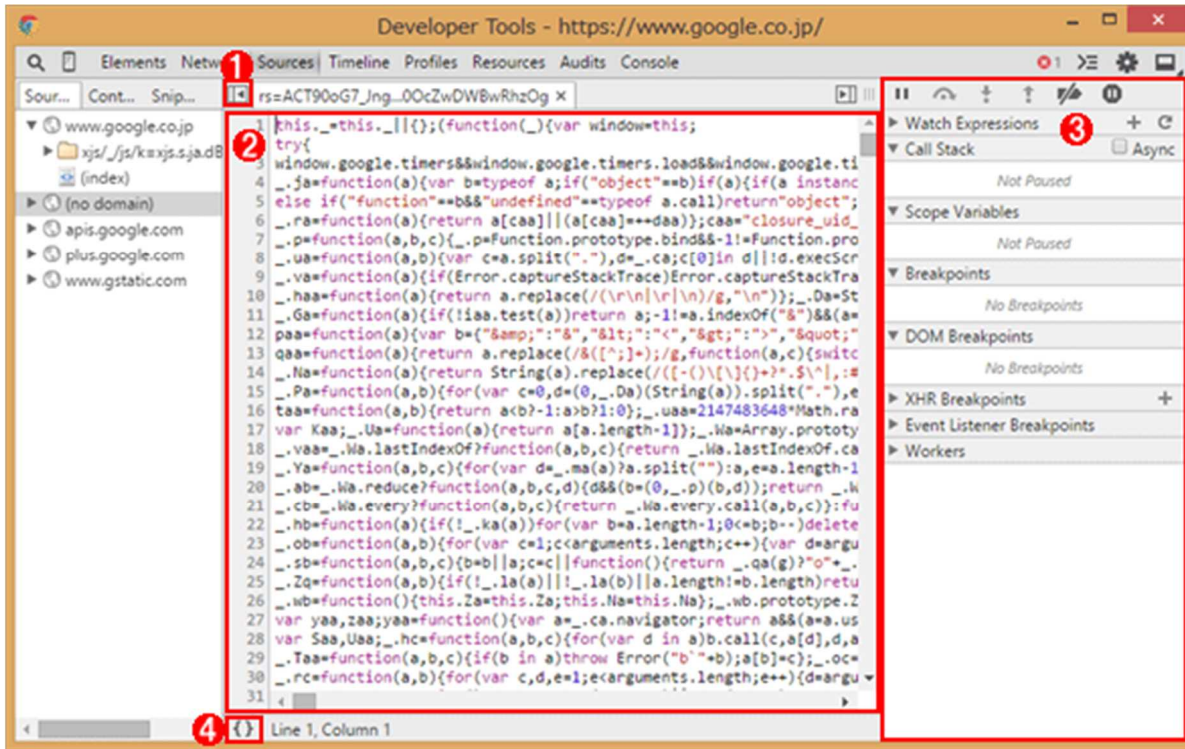 Developer Tools - https://www.google.co.jp/
Elements Netw Sources Timeline Profiles Resources Audits Console
1
1
Sour... Cont... Snip...
rs=ACT90oG7_Jng...0OcZwDWBwRhzOg ×
www.google.co.jp
xjs/_/js/k=xjs.s.ja.dB
(index)
(no domain)
apis.google.com
plus.google.com
www.gstatic.com
2
1 this._=this._||{};(function(_){var window=this;
try{
3 window.google.timers&&window.google.timers.load&&window.google.ti
4 _.ja=function(a){var b=typeof a;if("object"==b)if(a){if(a instanc
5 else if("function"==b&&"undefined"==typeof a.call)return"object";
6 _.ra=function(a){return a[caa]||(a[caa]=++daa)};caa="closure_uid_
7 _.p=function(a,b,c){_.p=Function.prototype.bind&&-1!=Function.pro
8 _.ua=function(a,b){var c=a.split("."),d=_.ca;c[0]in d||!d.execScr
9 _.va=function(a){if(Error.captureStackTrace)Error.captureStackTra
10 _.haa=function(a){return a.replace(/(\r\n|\r|\n)/g,"\n")};_.Da=St
11 _.Ga=function(a){if(!iaa.test(a))return a;-1!=a.indexOf("&")&&(a=
12 paa=function(a){var b={"&amp;":"&","&lt;":"<","&gt;":">","&quot;"
13 qaa=function(a){return a.replace(/&([^;]+);/g,function(a,c){switc
14 _.Na=function(a){return String(a).replace(/([-()\[\]{}+?*.$\^|,:#
15 _.Pa=function(a,b){for(var c=0,d=(0,_.Da)(String(a)).split("."),e
16 taa=function(a,b){return a<b?-1:a>b?1:0};_.uaa=2147483648*Math.ra
17 var Kaa;_.Ua=function(a){return a[a.length-1]};_.Wa=Array.prototy
18 _.vaa=_.Wa.lastIndexOf?function(a,b,c){return _.Wa.lastIndexOf.ca
19 _.Ya=function(a,b,c){for(var d=_.ma(a)?a.split(""):a,e=a.length-1
20 _.ab=_.Wa.reduce?function(a,b,c,d){d&&(b=(0,_.p)(b,d));return _.W
21 _.cb=_.Wa.every?function(a,b,c){return _.Wa.every.call(a,b,c)}:fu
22 _.hb=function(a){if(!_.ka(a))for(var b=a.length-1;0<=b;b--)delete
23 _.ob=function(a,b){for(var c=1;c<arguments.length;c++){var d=argu
24 _.sb=function(a,b,c){b=b||a;c=c||function(){return _.qa(g)?"o"+_.
25 _.Zq=function(a,b){if(!_.la(a)||!_.la(b)||a.length!=b.length)retu
26 _.wb=function(){this.Za=this.Za;this.Na=this.Na};_.wb.prototype.Z
27 var yaa,zaa;yaa=function(){var a=_.ca.navigator;return a&&(a=a.us
28 var Saa,Uaa;_.hc=function(a,b,c){for(var d in a)b.call(c,a[d],d,a
29 _.Taa=function(a,b,c){if(b in a)throw Error("b`"+b);a[b]=c};_.oc=
30 _.rc=function(a,b){for(var c,d,e=1;e<arguments.length;e++){d=argu
31
3
Watch Expressions
Call Stack Async
Not Paused
Scope Variables
Not Paused
Breakpoints
No Breakpoints
DOM Breakpoints
No Breakpoints
XHR Breakpoints
Event Listener Breakpoints
Workers
4 {} Line 1, Column 1